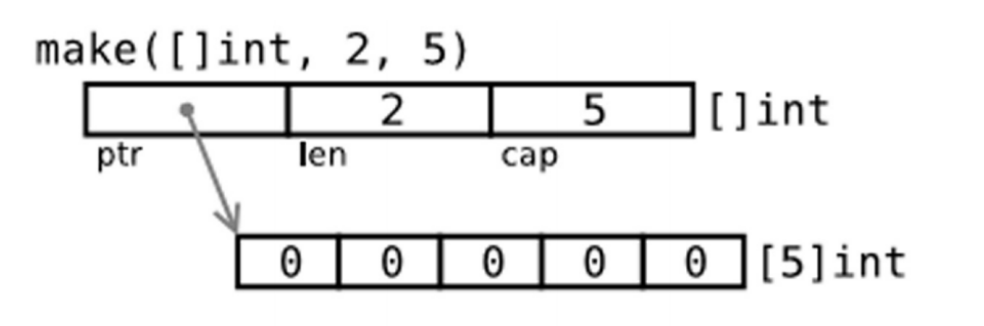 make([]int, 2, 5)
2 5 []int
ptr len cap
0 0 0 0 0 [5]int